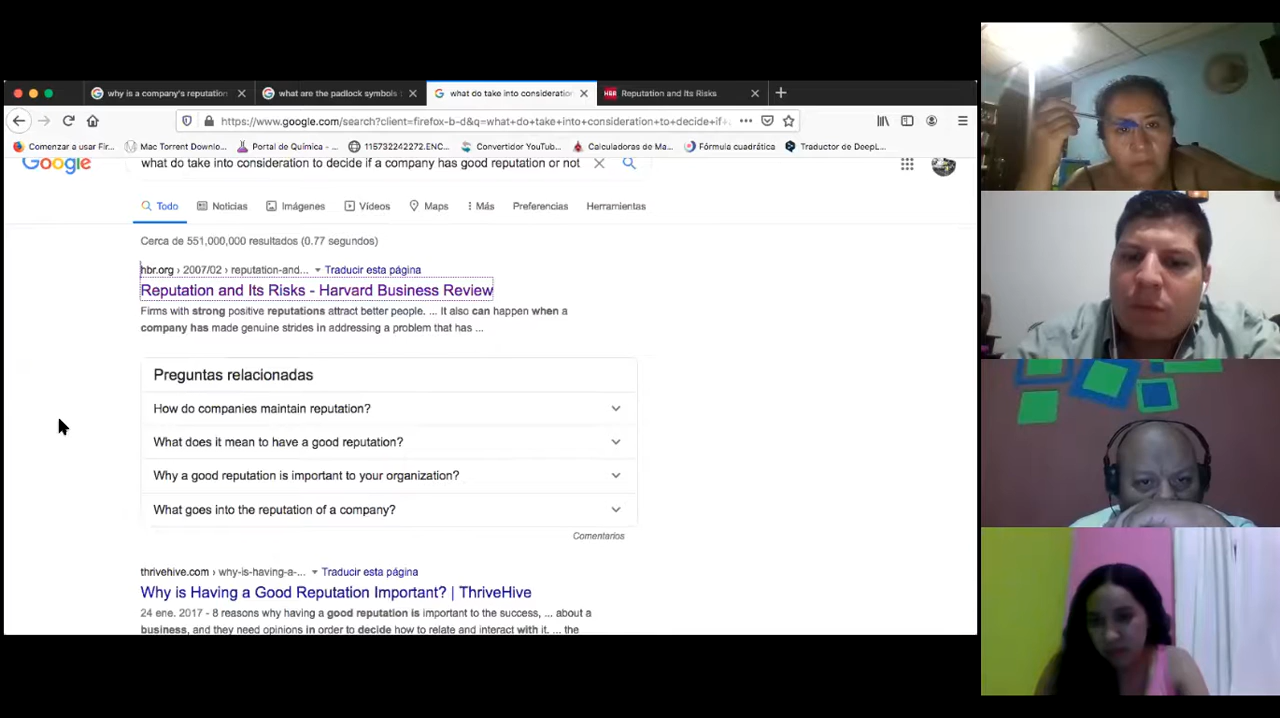 why is a company's reputation
what are the padlock symbols
what do take into consideration
Reputation and Its Risks
https://www.google.com/search?client=firefox-b-d&q=what+do+take+into+consideration+to+decide+if+
Comenzar a usar Fir...
Mac Torrent Downlo...
Portal de Química - ...
115732242272.ENC...
Convertidor YouTub...
Calculadoras de Ma...
Fórmula cuadrática
Traductor de DeepL...
Google
what do take into consideration to decide if a company has good reputation or not
Todo
Noticias
Imágenes
Vídeos
Maps
Más
Preferencias
Herramientas
Cerca de 551,000,000 resultados (0.77 segundos)
hbr.org › 2007/02 › reputation-and... Traducir esta página
Reputation and Its Risks - Harvard Business Review
Firms with strong positive reputations attract better people. ... It also can happen when a
company has made genuine strides in addressing a problem that has ...
Preguntas relacionadas
How do companies maintain reputation?
What does it mean to have a good reputation?
Why a good reputation is important to your organization?
What goes into the reputation of a company?
Comentarios
thrivehive.com › why-is-having-a-... Traducir esta página
Why is Having a Good Reputation Important? | ThriveHive
24 ene. 2017 - 8 reasons why having a good reputation is important to the success, ... about a
business, and they need opinions in order to decide how to relate and interact with it. ... the